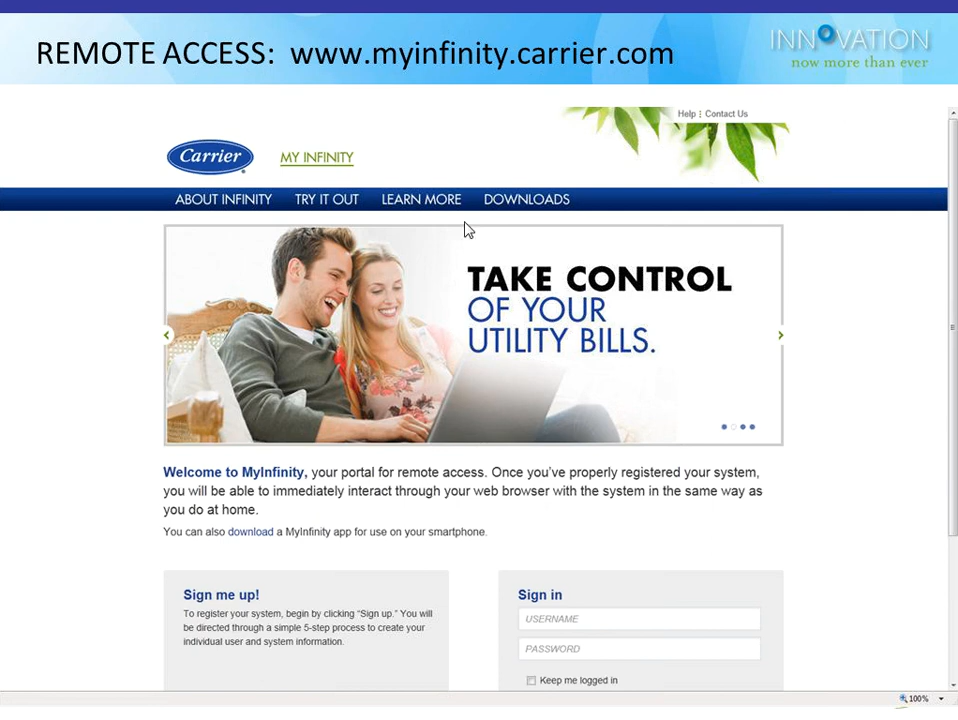 REMOTE ACCESS: www.myinfinity.carrier.com
INNOVATION
now more than ever
Help Contact Us
Carrier
MY INFINITY
ABOUT INFINITY TRY IT OUT LEARN MORE DOWNLOADS
TAKE CONTROL
OF YOUR
UTILITY BILLS.
Welcome to MyInfinity, your portal for remote access. Once you've properly registered your system,
you will be able to immediately interact through your web browser with the system in the same way as
you do at home.
You can also download a MyInfinity app for use on your smartphone.
Sign me up!
To register your system, begin by clicking “Sign up.” You will
be directed through a simple 5-step process to create your
individual user and system information.
Sign in
USERNAME
PASSWORD
Keep me logged in
100%